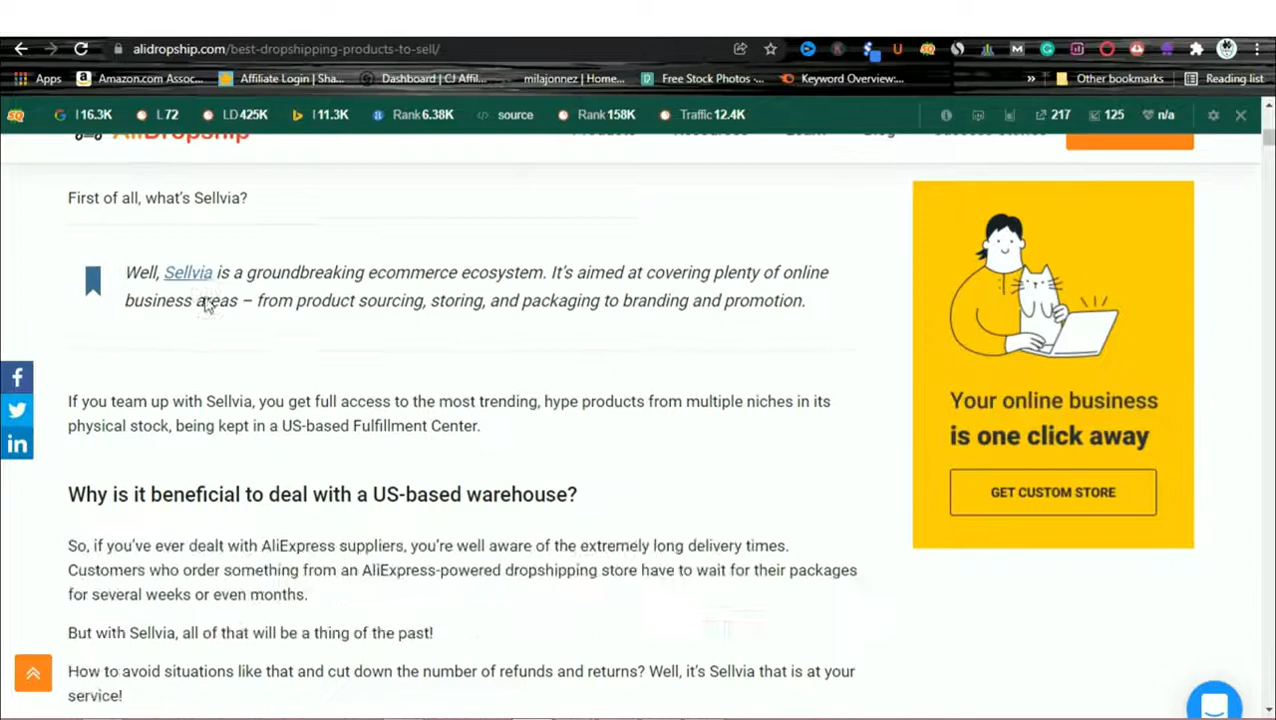 alidropship.com/best-dropshipping-products-to-sell/
Apps Amazon.com Assoc... Affiliate Login | Sha... Dashboard | CJ Affil... milajonnez | Home... Free Stock Photos -... Keyword Overview:... » Other bookmarks Reading list
I 16.3K L 72 LD 425K I 11.3K Rank 6.38K source Rank 158K Traffic 12.4K 217 125 n/a
AliDropship
First of all, what's Sellvia?
Well, Sellvia is a groundbreaking ecommerce ecosystem. It's aimed at covering plenty of online
business areas – from product sourcing, storing, and packaging to branding and promotion.
If you team up with Sellvia, you get full access to the most trending, hype products from multiple niches in its
physical stock, being kept in a US-based Fulfillment Center.
Why is it beneficial to deal with a US-based warehouse?
So, if you've ever dealt with AliExpress suppliers, you're well aware of the extremely long delivery times.
Customers who order something from an AliExpress-powered dropshipping store have to wait for their packages
for several weeks or even months.
But with Sellvia, all of that will be a thing of the past!
How to avoid situations like that and cut down the number of refunds and returns? Well, it's Sellvia that is at your
service!
Your online business
is one click away
GET CUSTOM STORE